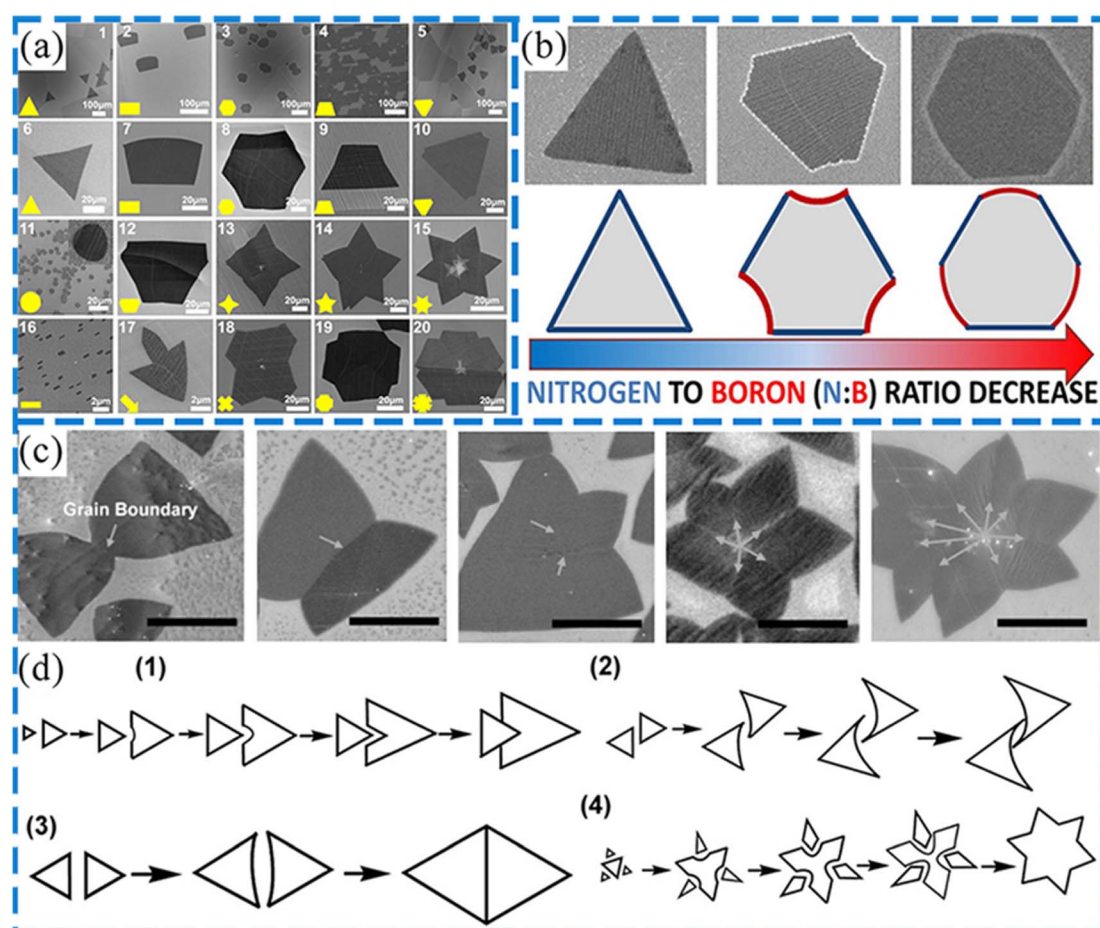 (a)
1 2 3 4 5
100μm 100μm 100μm 100μm 100μm
6 7 8 9 10
20μm 20μm 20μm 20μm 20μm
11 12 13 14 15
20μm 20μm 20μm 20μm 20μm
16 17 18 19 20
2μm 2μm 20μm 20μm 20μm
(b)
NITROGEN TO BORON (N:B) RATIO DECREASE
(c)
Grain Boundary
(d)
(1)
(2)
(3)
(4)